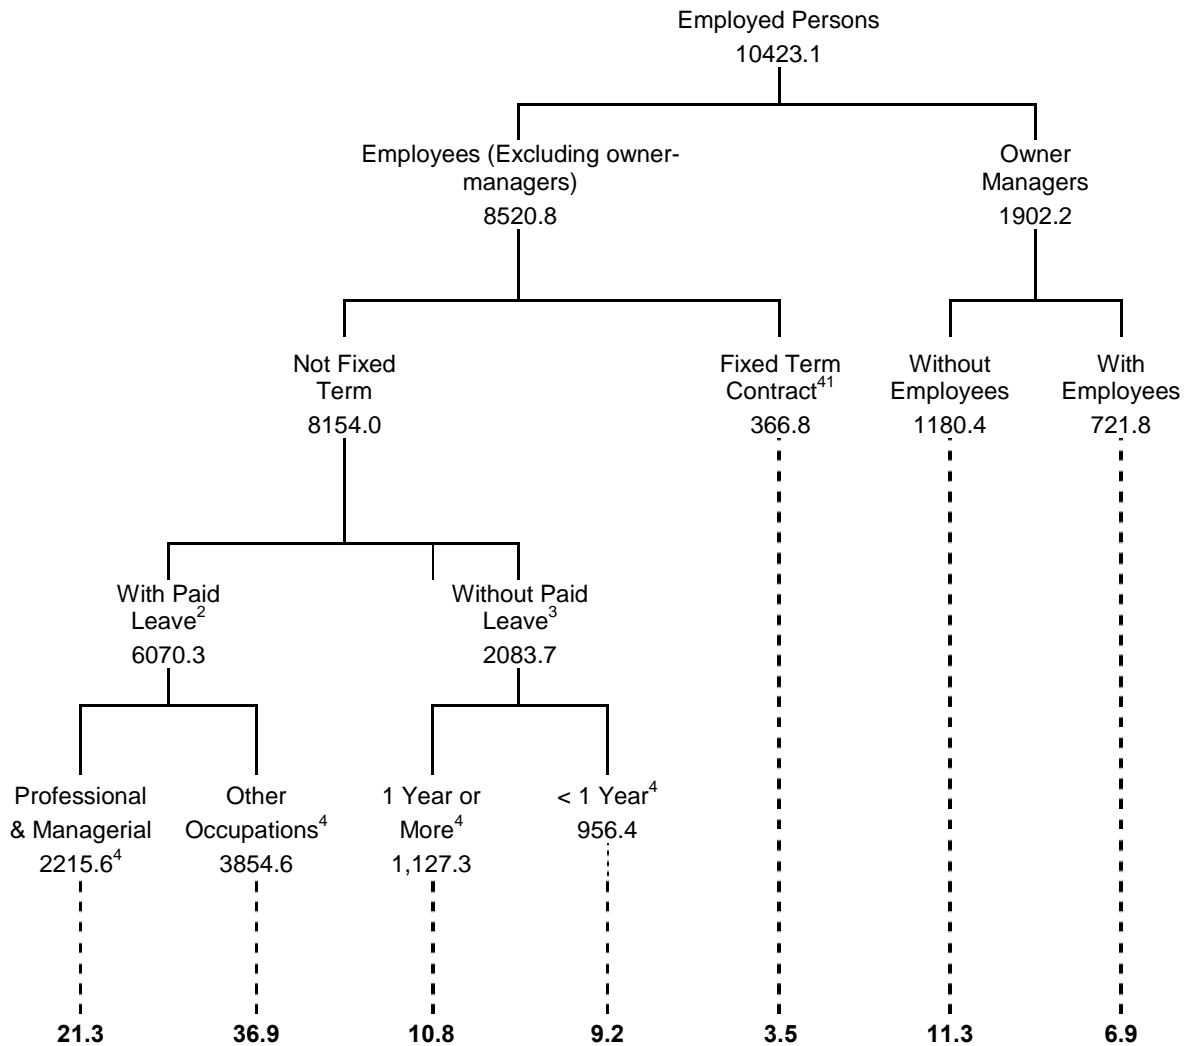 Employed Persons
10423.1
Employees (Excluding owner-
managers)
8520.8
Owner
Managers
1902.2
Not Fixed
Term
8154.0
Fixed Term
Contract⁴¹
366.8
Without
Employees
1180.4
With
Employees
721.8
With Paid
Leave²
6070.3
Without Paid
Leave³
2083.7
Professional
& Managerial
2215.6⁴
Other
Occupations⁴
3854.6
1 Year or
More⁴
1,127.3
< 1 Year⁴
956.4
21.3
36.9
10.8
9.2
3.5
11.3
6.9